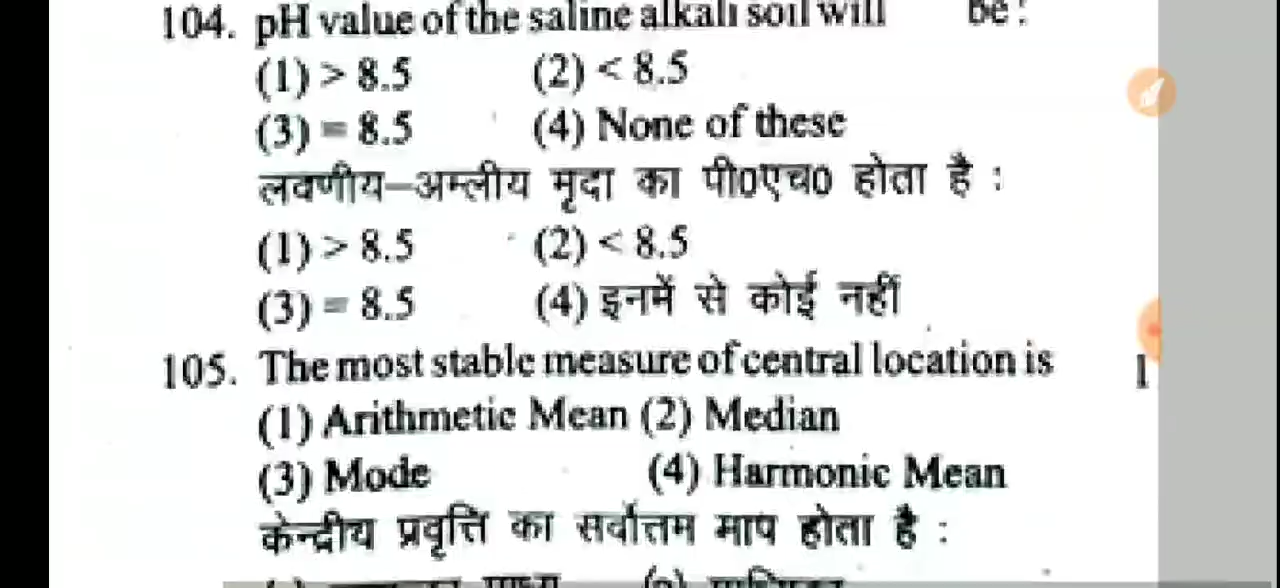 104. pH value of the saline alkali soil will be :
(1) > 8.5 (2) < 8.5
(3) = 8.5 (4) None of these
लवणीय–अम्लीय मृदा का पी0एच0 होता है :
(1) > 8.5 (2) < 8.5
(3) = 8.5 (4) इनमें से कोई नहीं
105. The most stable measure of central location is
(1) Arithmetic Mean (2) Median
(3) Mode (4) Harmonic Mean
केन्द्रीय प्रवृत्ति का सर्वोत्तम माप होता है :